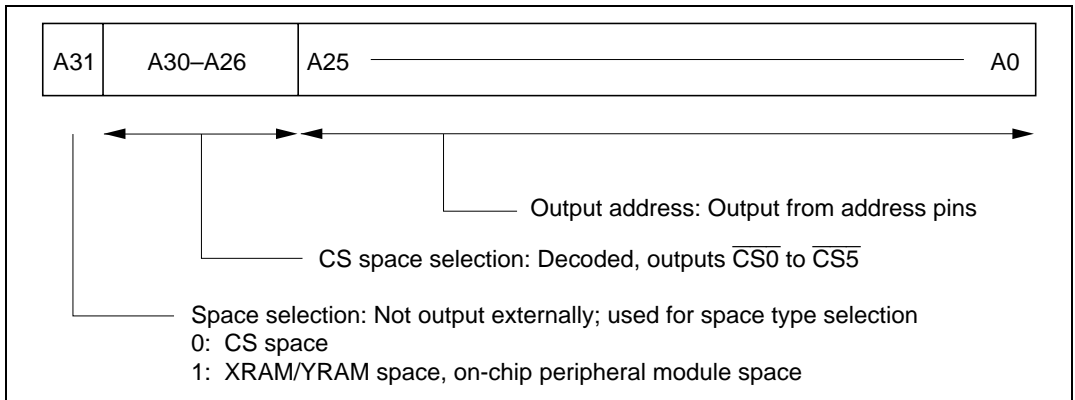 A31 A30–A26 A25 A0
Output address: Output from address pins
CS space selection: Decoded, outputs C̅S̅0̅ to C̅S̅5̅
Space selection: Not output externally; used for space type selection
0: CS space
1: XRAM/YRAM space, on-chip peripheral module space